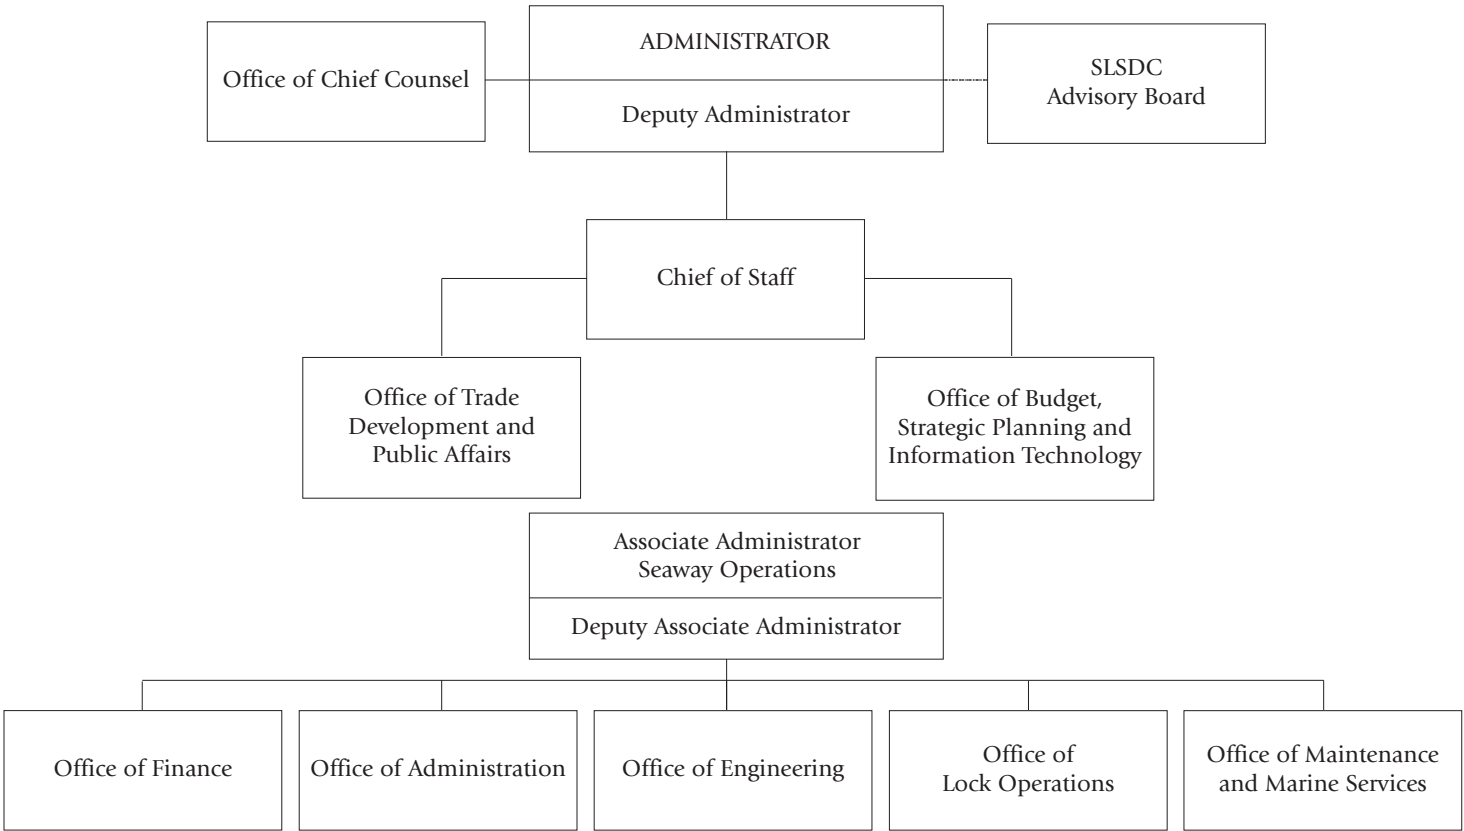 ADMINISTRATOR
Office of Chief Counsel
SLSDC
Advisory Board
Deputy Administrator
Chief of Staff
Office of Trade
Development and
Public Affairs
Office of Budget,
Strategic Planning and
Information Technology
Associate Administrator
Seaway Operations
Deputy Associate Administrator
Office of Finance
Office of Administration
Office of Engineering
Office of
Lock Operations
Office of Maintenance
and Marine Services